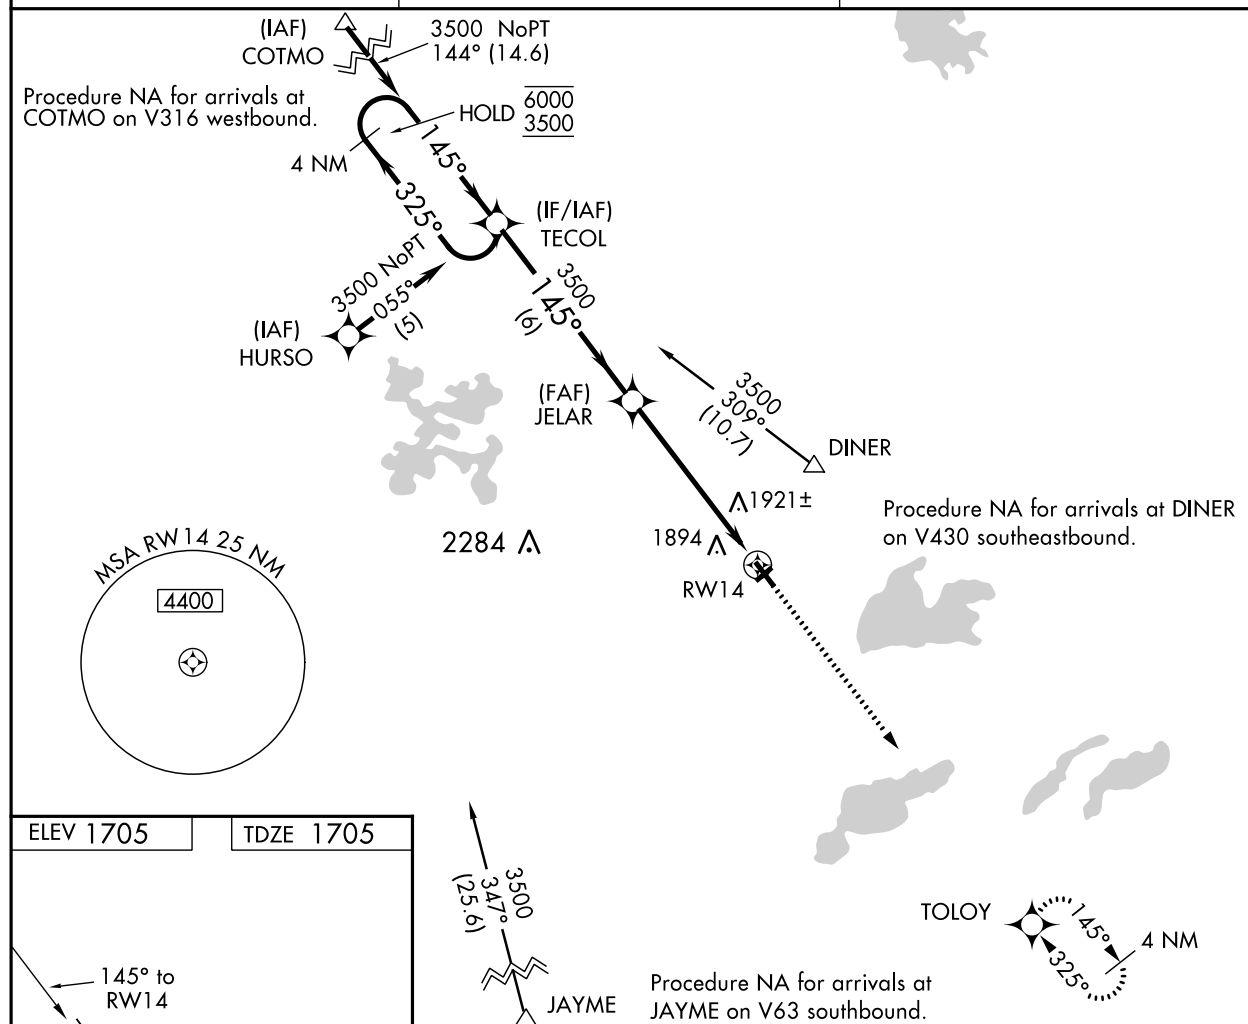 (IAF)
COTMO
3500 NoPT
144° (14.6)
Procedure NA for arrivals at
COTMO on V316 westbound.
HOLD
6000
3500
4 NM
145°
325°
(IF/IAF)
TECOL
3500 NoPT
055°
(5)
(IAF)
HURSO
3500
145°
(6)
(FAF)
JELAR
3500
309°
(10.7)
DINER
1921±
Procedure NA for arrivals at DINER
on V430 southeastbound.
2284
1894
RW14
MSA RW14 25 NM
4400
ELEV 1705
TDZE 1705
145° to
RW14
3500
347°
(25.6)
JAYME
Procedure NA for arrivals at
JAYME on V63 southbound.
TOLOY
145°
325°
4 NM